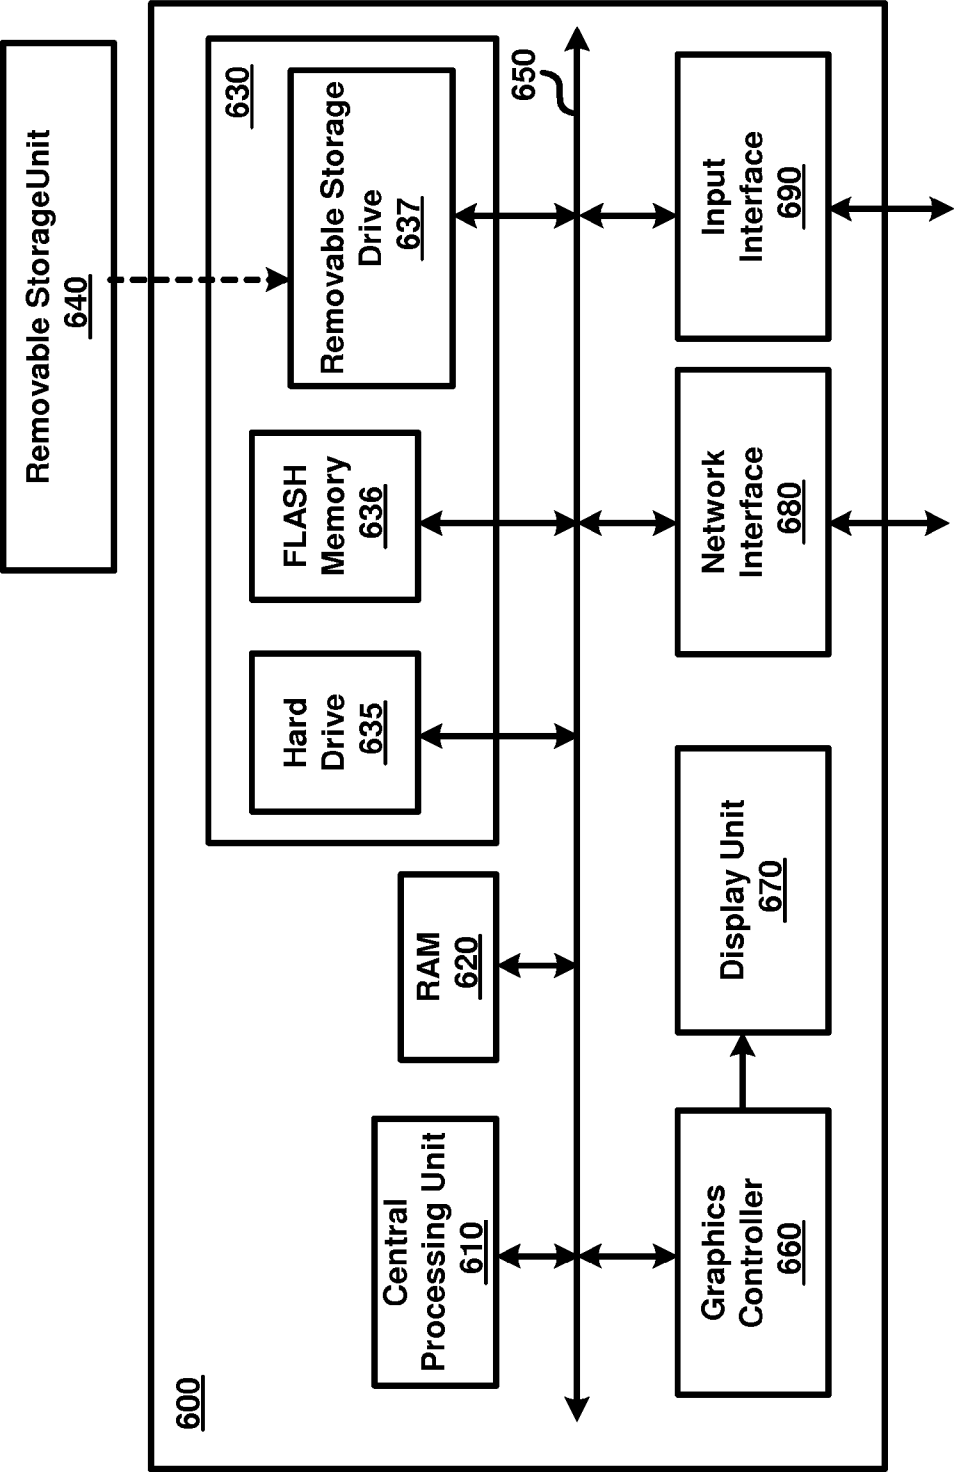 600
Removable StorageUnit
640
630
Central
Processing Unit
610
RAM
620
Hard
Drive
635
FLASH
Memory
636
Removable Storage
Drive
637
650
Graphics
Controller
660
Display Unit
670
Network
Interface
680
Input
Interface
690